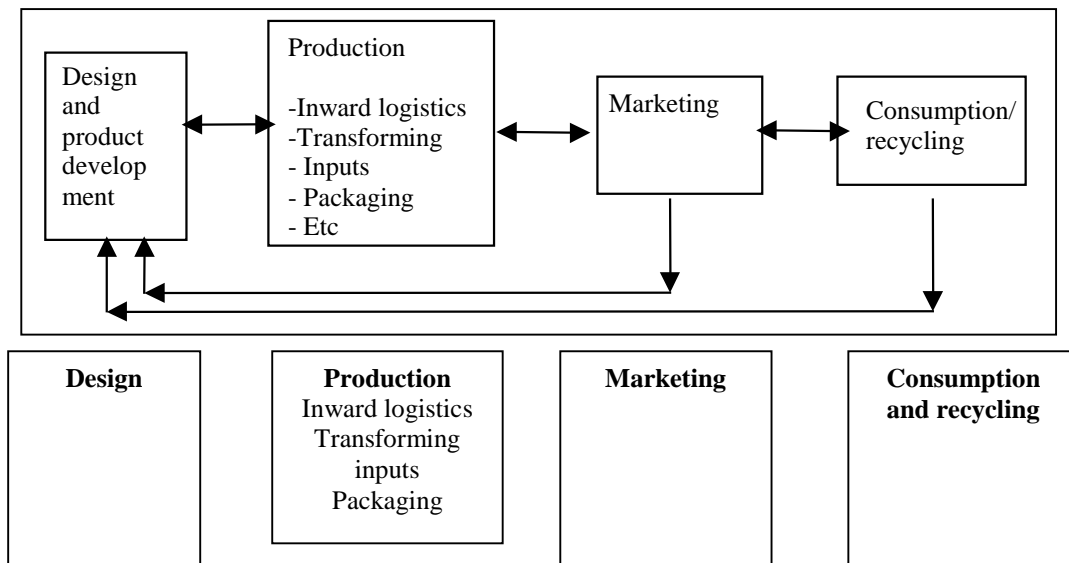 Design
and
product
develop
ment
Production
-Inward logistics
-Transforming
- Inputs
- Packaging
- Etc
Marketing
Consumption/
recycling
Design
Production
Inward logistics
Transforming
inputs
Packaging
Marketing
Consumption
and recycling